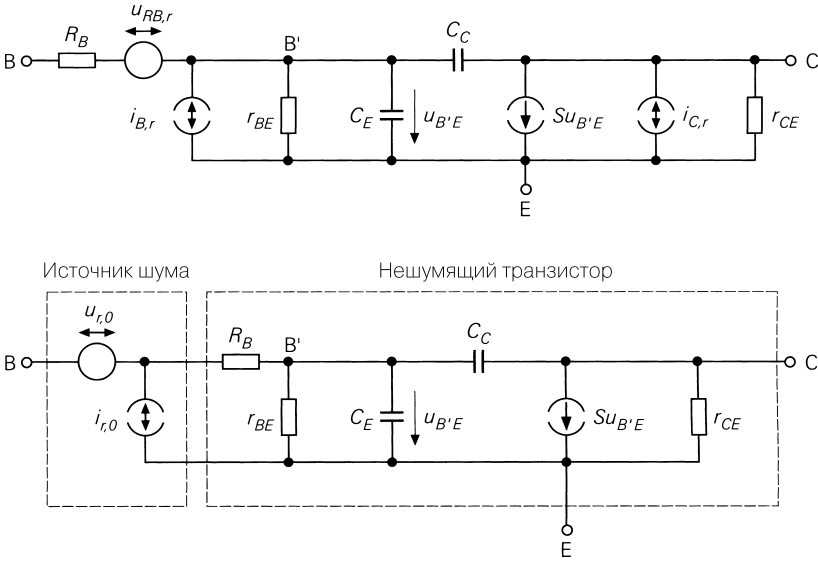 u_RB,r
B R_B B' C_C C
i_B,r r_BE C_E u_B'E Su_B'E i_C,r r_CE
E
Источник шума Нешумящий транзистор
u_r,0
B R_B B' C_C C
i_r,0 r_BE C_E u_B'E Su_B'E r_CE
E